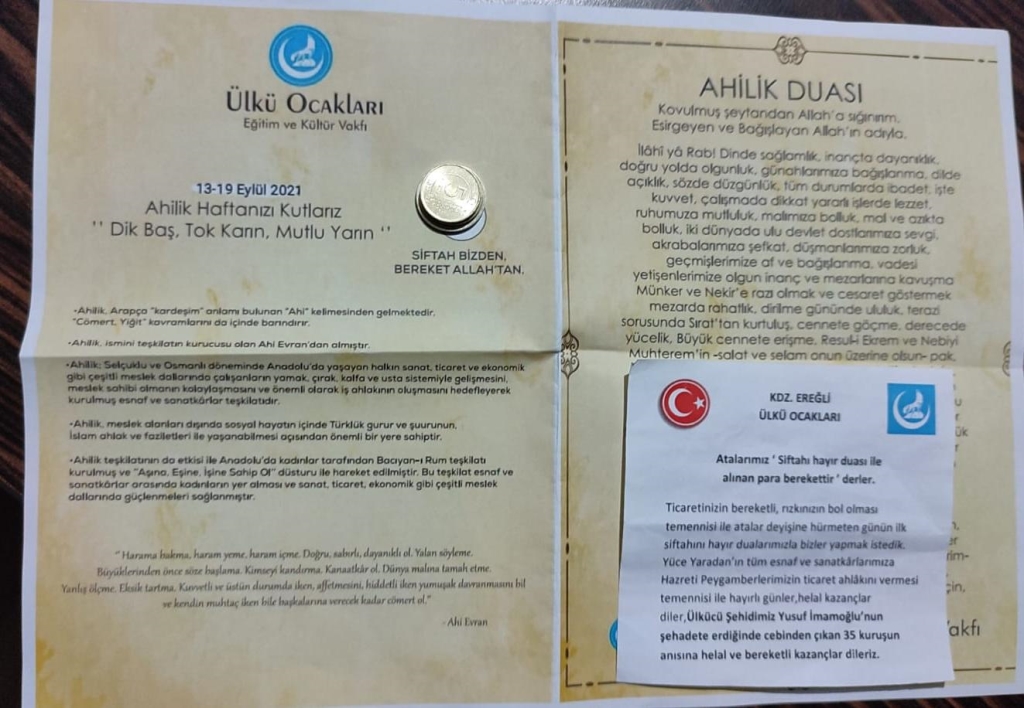 ÜLKÜ OCAKLARI
Eğitim ve Kültür Vakfı
13-19 Eylül 2021
Ahilik Haftanızı Kutlarız
'' Dik Baş, Tok Karın, Mutlu Yarın ''
SİFTAH BİZDEN,
BEREKET ALLAH'TAN.
•Ahilik, Arapça "kardeşim" anlamı bulunan "Ahi" kelimesinden gelmektedir.
"Cömert, Yiğit" kavramlarını da içinde barındırır.
•Ahilik, ismini teşkilatın kurucusu olan Ahi Evran'dan almıştır.
•Ahilik; Selçuklu ve Osmanlı döneminde Anadolu'da yaşayan halkın sanat, ticaret ve ekonomik
gibi çeşitli meslek dallarında çalışanların yamak, çırak, kalfa ve usta sistemiyle gelişmesini,
meslek sahibi olmanın kolaylaşmasını ve önemli olarak iş ahlakının oluşmasını hedefleyerek
kurulmuş esnaf ve sanatkârlar teşkilatıdır.
•Ahilik, meslek alanları dışında sosyal hayatın içinde Türklük gurur ve şuurunun,
İslam ahlak ve faziletleri ile yaşanabilmesi açısından önemli bir yere sahiptir.
•Ahilik teşkilatının da etkisi ile Anadolu'da kadınlar tarafından Bacıyan-ı Rum teşkilatı
kurulmuş ve "Aşına, Eşine, İşine Sahip Ol" düsturu ile hareket edilmiştir. Bu teşkilat esnaf ve
sanatkârlar arasında kadınların yer alması ve sanat, ticaret, ekonomik gibi çeşitli meslek
dallarında güçlenmeleri sağlanmıştır.
" Harama bakma, haram yeme, haram içme. Doğru, sabırlı, dayanıklı ol. Yalan söyleme.
Büyüklerinden önce söze başlama. Kimseyi kandırma. Kanaatkâr ol. Dünya malına tamah etme.
Yanlış ölçme. Eksik tartma. Kuvvetli ve üstün durumda iken, affetmesini, hiddetli iken yumuşak davranmasını bil
ve kendin muhtaç iken bile başkalarına verecek kadar cömert ol."
- Ahi Evran
AHİLİK DUASI
Kovulmuş şeytandan Allah'a sığınırım,
Esirgeyen ve Bağışlayan Allah'ın adıyla.
İlâhî yâ Rab! Dinde sağlamlık, inançta dayanıklık,
doğru yolda olgunluk, günahlarımıza bağışlanma, dilde
açıklık, sözde düzgünlük, tüm durumlarda ibadet, işte
kuvvet, çalışmada dikkat yararlı işlerde lezzet,
ruhumuza mutluluk, malımıza bolluk, mal ve azıkta
bolluk, iki dünyada ulu devlet dostlarımıza sevgi,
akrabalarımıza şefkat, düşmanlarımıza zorluk,
geçmişlerimize af ve bağışlanma, vadesi
yetişenlerimize olgun inanç ve mezarlarına kavuşma
Münker ve Nekir'e razı olmak ve cesaret göstermek
mezarda rahatlık, dirilme gününde ululuk, terazi
sorusunda Sırat'tan kurtuluş, cennete göçme, derecede
yücelik, Büyük cennete erişme, Resul-i Ekrem ve Nebiyi
Muhterem'in -salat ve selam onun üzerine olsun- pak,
KDZ. EREĞLİ
ÜLKÜ OCAKLARI
Atalarımız ' Siftahı hayır duası ile
alınan para berekettir ' derler.
Ticaretinizin bereketli, rızkınızın bol olması
temennisi ile atalar deyişine hürmeten günün ilk
siftahını hayır dualarımızla bizler yapmak istedik.
Yüce Yaradan'ın tüm esnaf ve sanatkârlarımıza
Hazreti Peygamberlerimizin ticaret ahlâkını vermesi
temennisi ile hayırlı günler,helal kazançlar
diler,Ülkücü Şehidimiz Yusuf İmamoğlu'nun
şehadete erdiğinde cebinden çıkan 35 kuruşun
anısına helal ve bereketli kazançlar dileriz.